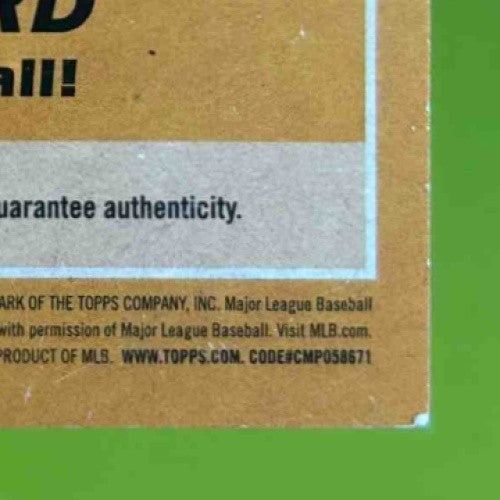 RD
all!
uarantee authenticity.
ARK OF THE TOPPS COMPANY, INC. Major League Baseball
with permission of Major League Baseball. Visit MLB.com.
PRODUCT OF MLB. WWW.TOPPS.COM. CODE#CMP058671